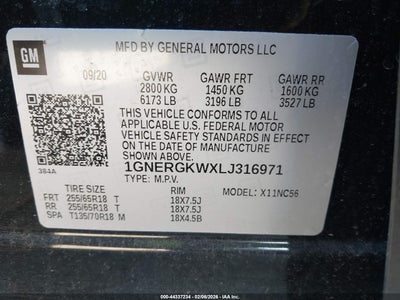 GM
MFD BY GENERAL MOTORS LLC
09/20 GVWR GAWR FRT GAWR RR
2800 KG 1450 KG 1600 KG
6173 LB 3196 LB 3527 LB
THIS VEHICLE CONFORMS TO ALL
APPLICABLE U.S. FEDERAL MOTOR
VEHICLE SAFETY STANDARDS IN EFFECT
ON THE DATE OF MANUFACTURE
SHOWN ABOVE.
384A
1GNERGKWXLJ316971
TYPE: M.P.V.
TIRE SIZE RIM MODEL: X11NC56
FRT 255/65R18 T 18X7.5J
RR 255/65R18 T 18X7.5J
SPA T135/70R18 M 18X4.5B
000-44337234 - 02/06/2026 - IAAI